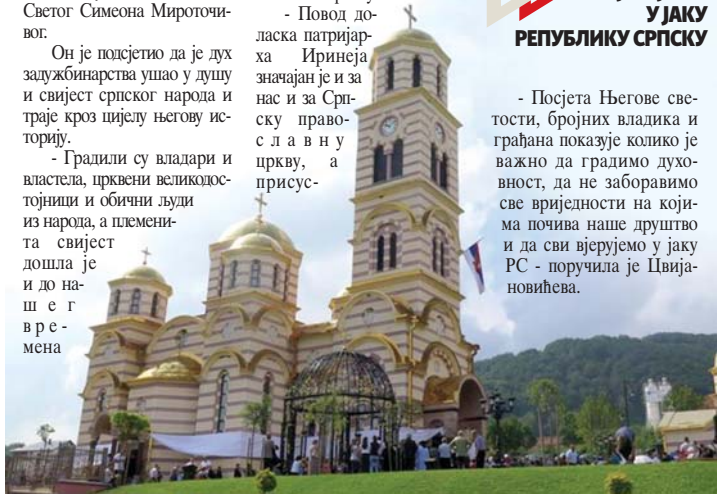 Светог Симеона Мироточи-
вог.
Он је подсјетио да је дух
задужбинарства ушао у душу
и свијест српског народа и
траје кроз цијелу његову ис-
торију.
- Градили су владари и
властела, црквени великодос-
тојници и обични људи
из народа, а племени-
та свијест
дошла је
и до на-
шег
вре-
мена
- Повод до-
ласка патријар-
ха Иринеја
значајан је и за
нас и за Срп-
ску право-
славну
цркву, а
присус-
У ЈАКУ
РЕПУБЛИКУ СРПСКУ
- Посјета Његове све-
тости, бројних владика и
грађана показује колико је
важно да градимо духо-
вност, да не заборавимо
све вриједности на који-
ма почива наше друштво
и да сви вјерујемо у јаку
РС - поручила је Цвија-
новићева.